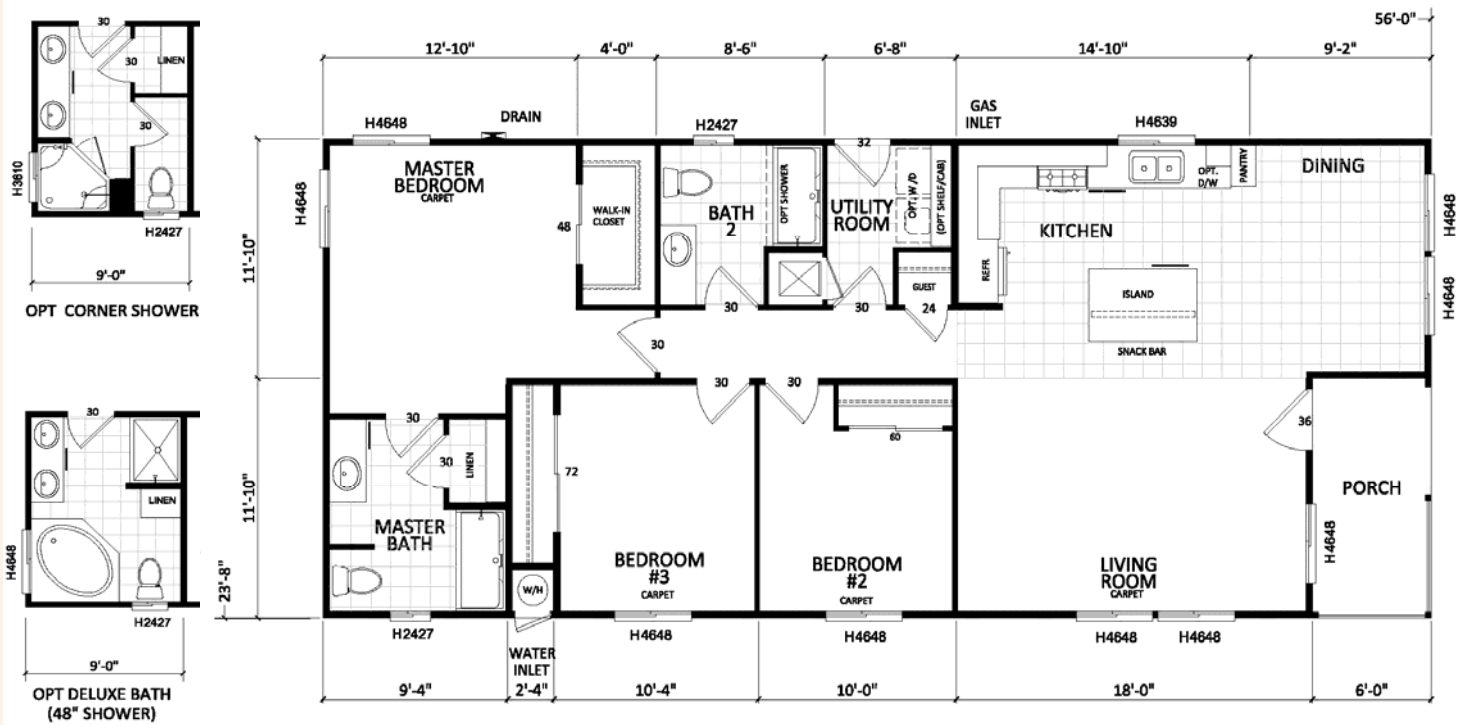 56'-0"
12'-10"
4'-0"
8'-6"
6'-8"
14'-10"
9'-2"
30
30
LINEN
30
H3610
H2427
9'-0"
OPT CORNER SHOWER
30
LINEN
H4648
H2427
9'-0"
OPT DELUXE BATH
(48" SHOWER)
H4648
DRAIN
H2427
32
GAS
INLET
H4639
H4648
11'-10"
11'-10"
23'-8"
MASTER
BEDROOM
CARPET
48
WALK-IN
CLOSET
BATH
2
OPT SHOWER
30
UTILITY
ROOM
OPT. W/D
(OPT SHELF/CAB)
30
GUEST
24
KITCHEN
REFR
OPT.
D/W
PANTRY
DINING
ISLAND
SNACK BAR
H4648
H4648
30
30
30
30
30
LINEN
MASTER
BATH
72
W/H
BEDROOM
#3
CARPET
60
BEDROOM
#2
CARPET
LIVING
ROOM
CARPET
36
PORCH
H4648
H2427
WATER
INLET
H4648
H4648
H4648
H4648
9'-4"
2'-4"
10'-4"
10'-0"
18'-0"
6'-0"